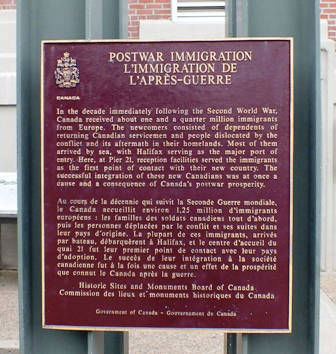 POSTWAR IMMIGRATION
L'IMMIGRATION DE
L'APRÈS-GUERRE
CANADA
In the decade immediately following the Second World War,
Canada received about one and a quarter million immigrants
from Europe. The newcomers consisted of dependents of
returning Canadian servicemen and people dislocated by the
conflict and its aftermath in their homelands. Most of them
arrived by sea, with Halifax serving as the major port of
entry. Here, at Pier 21, reception facilities served the immigrants
as the first point of contact with their new country. The
successful integration of these new Canadians was at once a
cause and a consequence of Canada's postwar prosperity.
Au cours de la décennie qui suivit la Seconde Guerre mondiale,
le Canada accueillit environ 1,25 million d'immigrants
européens : les familles des soldats canadiens tout d'abord,
puis les personnes déplacées par le conflit et ses suites dans
leur pays d'origine. La plupart de ces immigrants, arrivés
par bateau, débarquèrent à Halifax, et le centre d'accueil du
quai 21 fut leur premier point de contact avec leur pays
d'adoption. Le succès de leur intégration à la société
canadienne fut à la fois une cause et un effet de la prospérité
que connut le Canada après la guerre.
Historic Sites and Monuments Board of Canada
Commission des lieux et monuments historiques du Canada
Government of Canada - Gouvernement du Canada